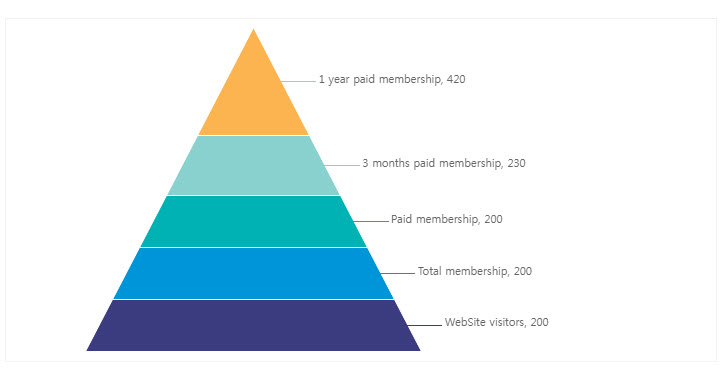 1 year paid membership, 420
3 months paid membership, 230
Paid membership, 200
Total membership, 200
WebSite visitors, 200